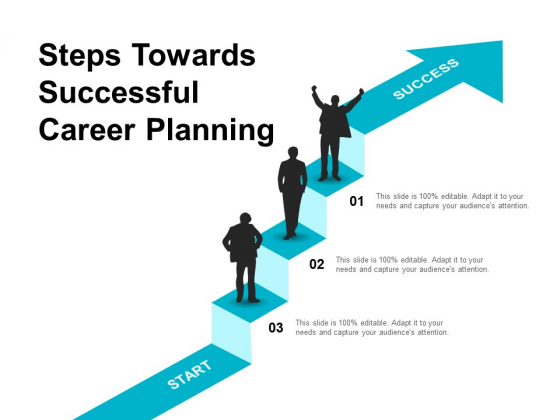 Steps Towards
Successful
Career Planning
SUCCESS
01
This slide is 100% editable. Adapt it to your
needs and capture your audience's attention.
02
This slide is 100% editable. Adapt it to your
needs and capture your audience's attention.
03
This slide is 100% editable. Adapt it to your
needs and capture your audience's attention.
START